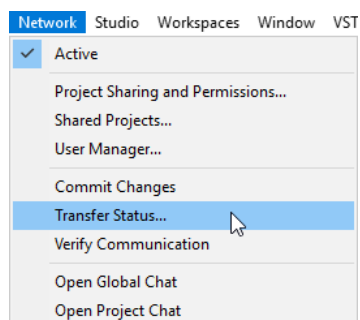 Network Studio Workspaces Window VST
Active
Project Sharing and Permissions...
Shared Projects...
User Manager...
Commit Changes
Transfer Status...
Verify Communication
Open Global Chat
Open Project Chat